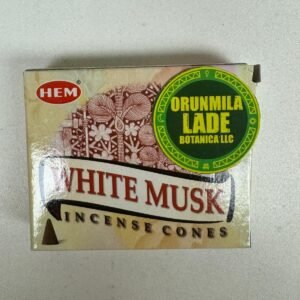 HEM
ORUNMILA
LADE
BOTANICA LLC
WHITE MUSK
INCENSE CONES